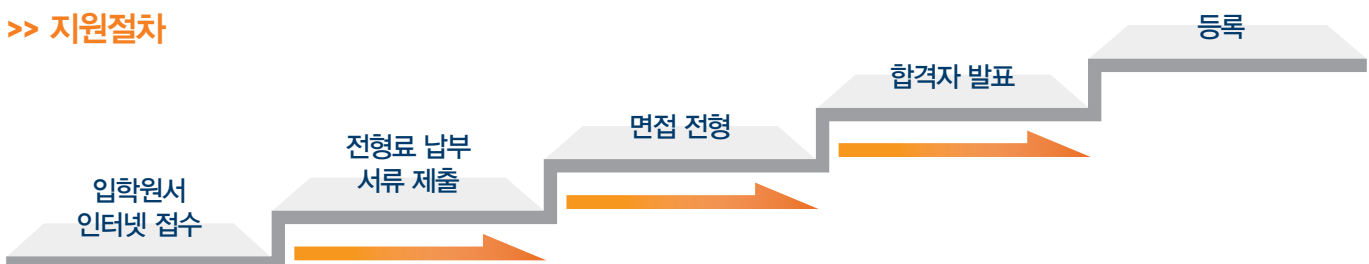 >> 지원절차
입학원서
인터넷 접수
전형료 납부
서류 제출
면접 전형
합격자 발표
등록